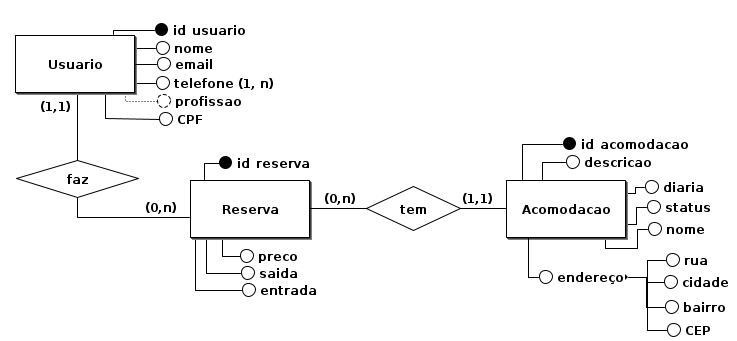 id usuario
nome
Usuario
email
telefone (1, n)
profissao
(1,1)
CPF
id acomodacao
id reserva
descricao
faz
diaria
(0,n)
(0,n)
(1,1)
status
Reserva
tem
Acomodacao
nome
preco
rua
saida
endereço
cidade
entrada
bairro
CEP